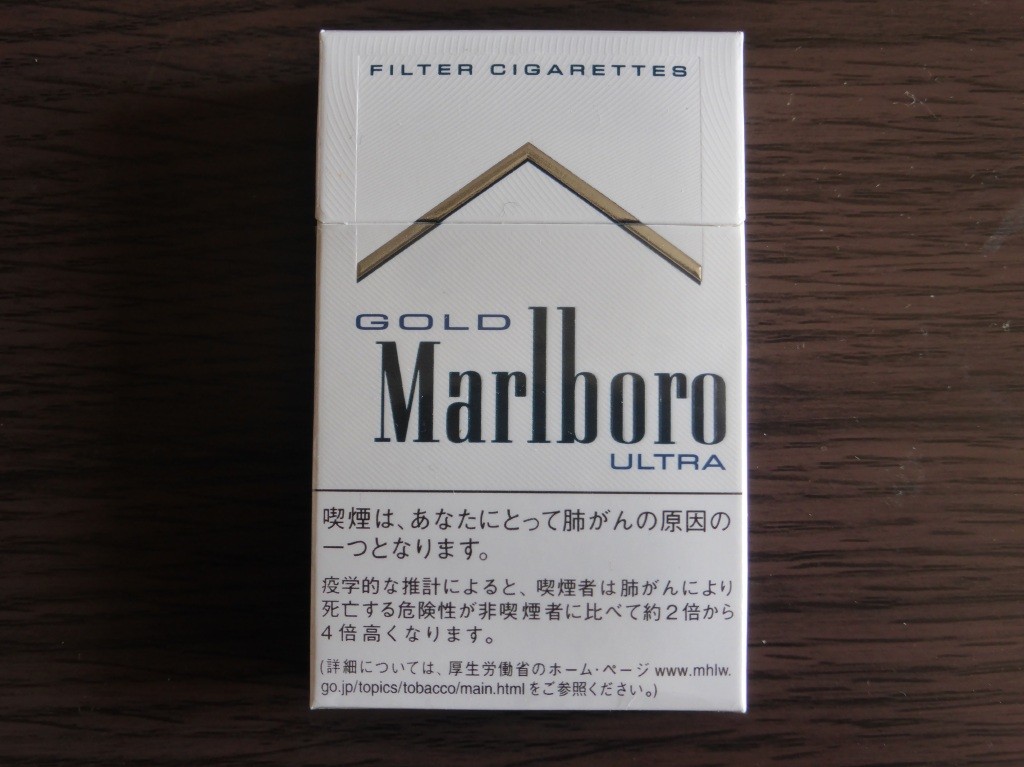 FILTER CIGARETTES
GOLD
Marlboro
ULTRA
喫煙は、あなたにとって肺がんの原因の
一つとなります。
疫学的な推計によると、喫煙者は肺がんにより
死亡する危険性が非喫煙者に比べて約2倍から
4倍高くなります。
(詳細については、厚生労働省のホーム・ページ www.mhlw.
go.jp/topics/tobacco/main.html をご参照ください。)